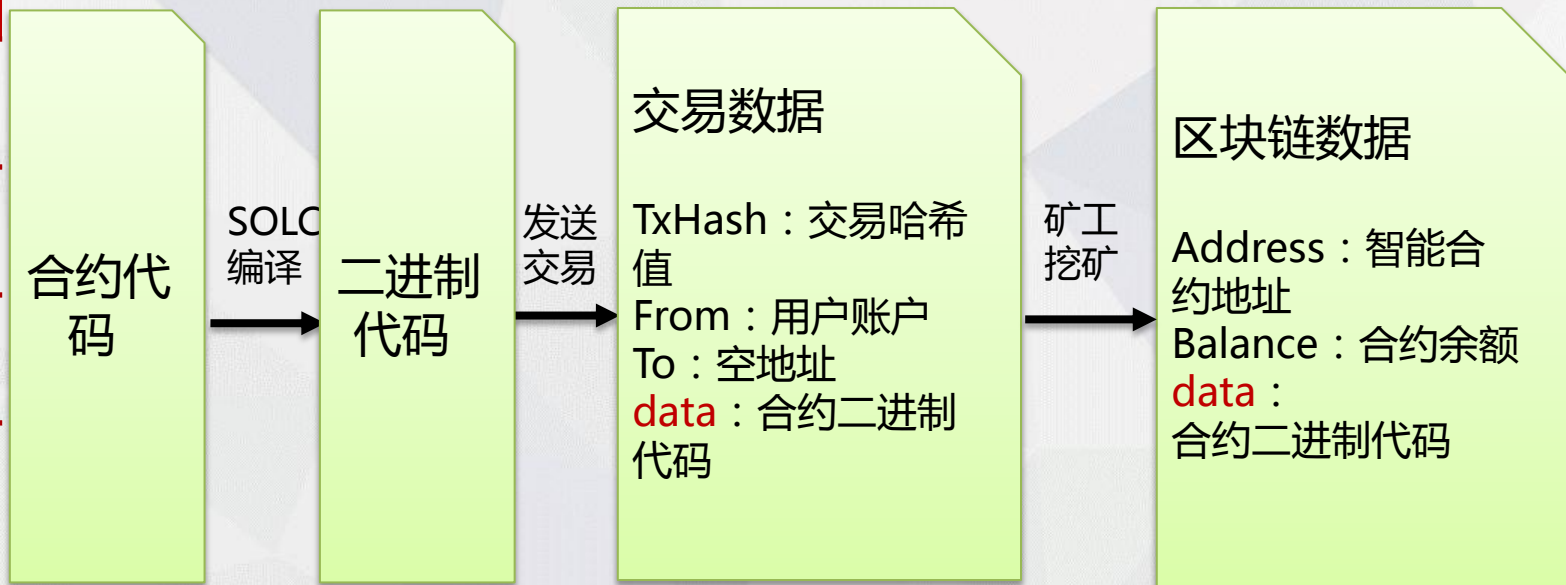 合约代
码
SOLC
编译
二进制
代码
发送
交易
交易数据
TxHash：交易哈希
值
From：用户账户
To：空地址
data：合约二进制
代码
矿工
挖矿
区块链数据
Address：智能合
约地址
Balance：合约余额
data：
合约二进制代码